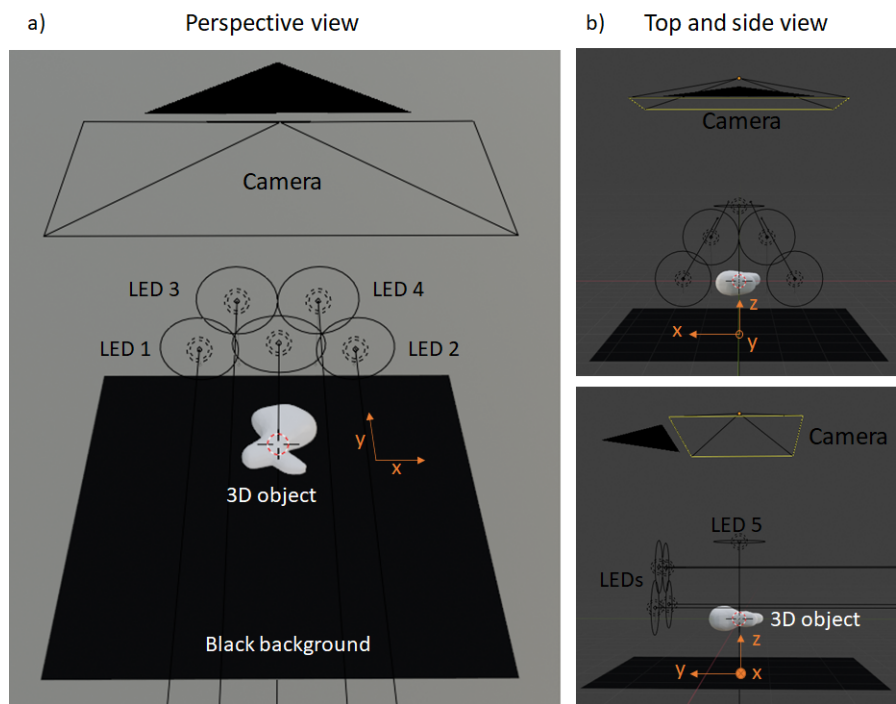 a)
Perspective view
Camera
LED 3
LED 4
LED 1
LED 2
y
x
3D object
Black background
b)
Top and side view
Camera
z
x
y
Camera
LED 5
LEDs
3D object
z
y
x